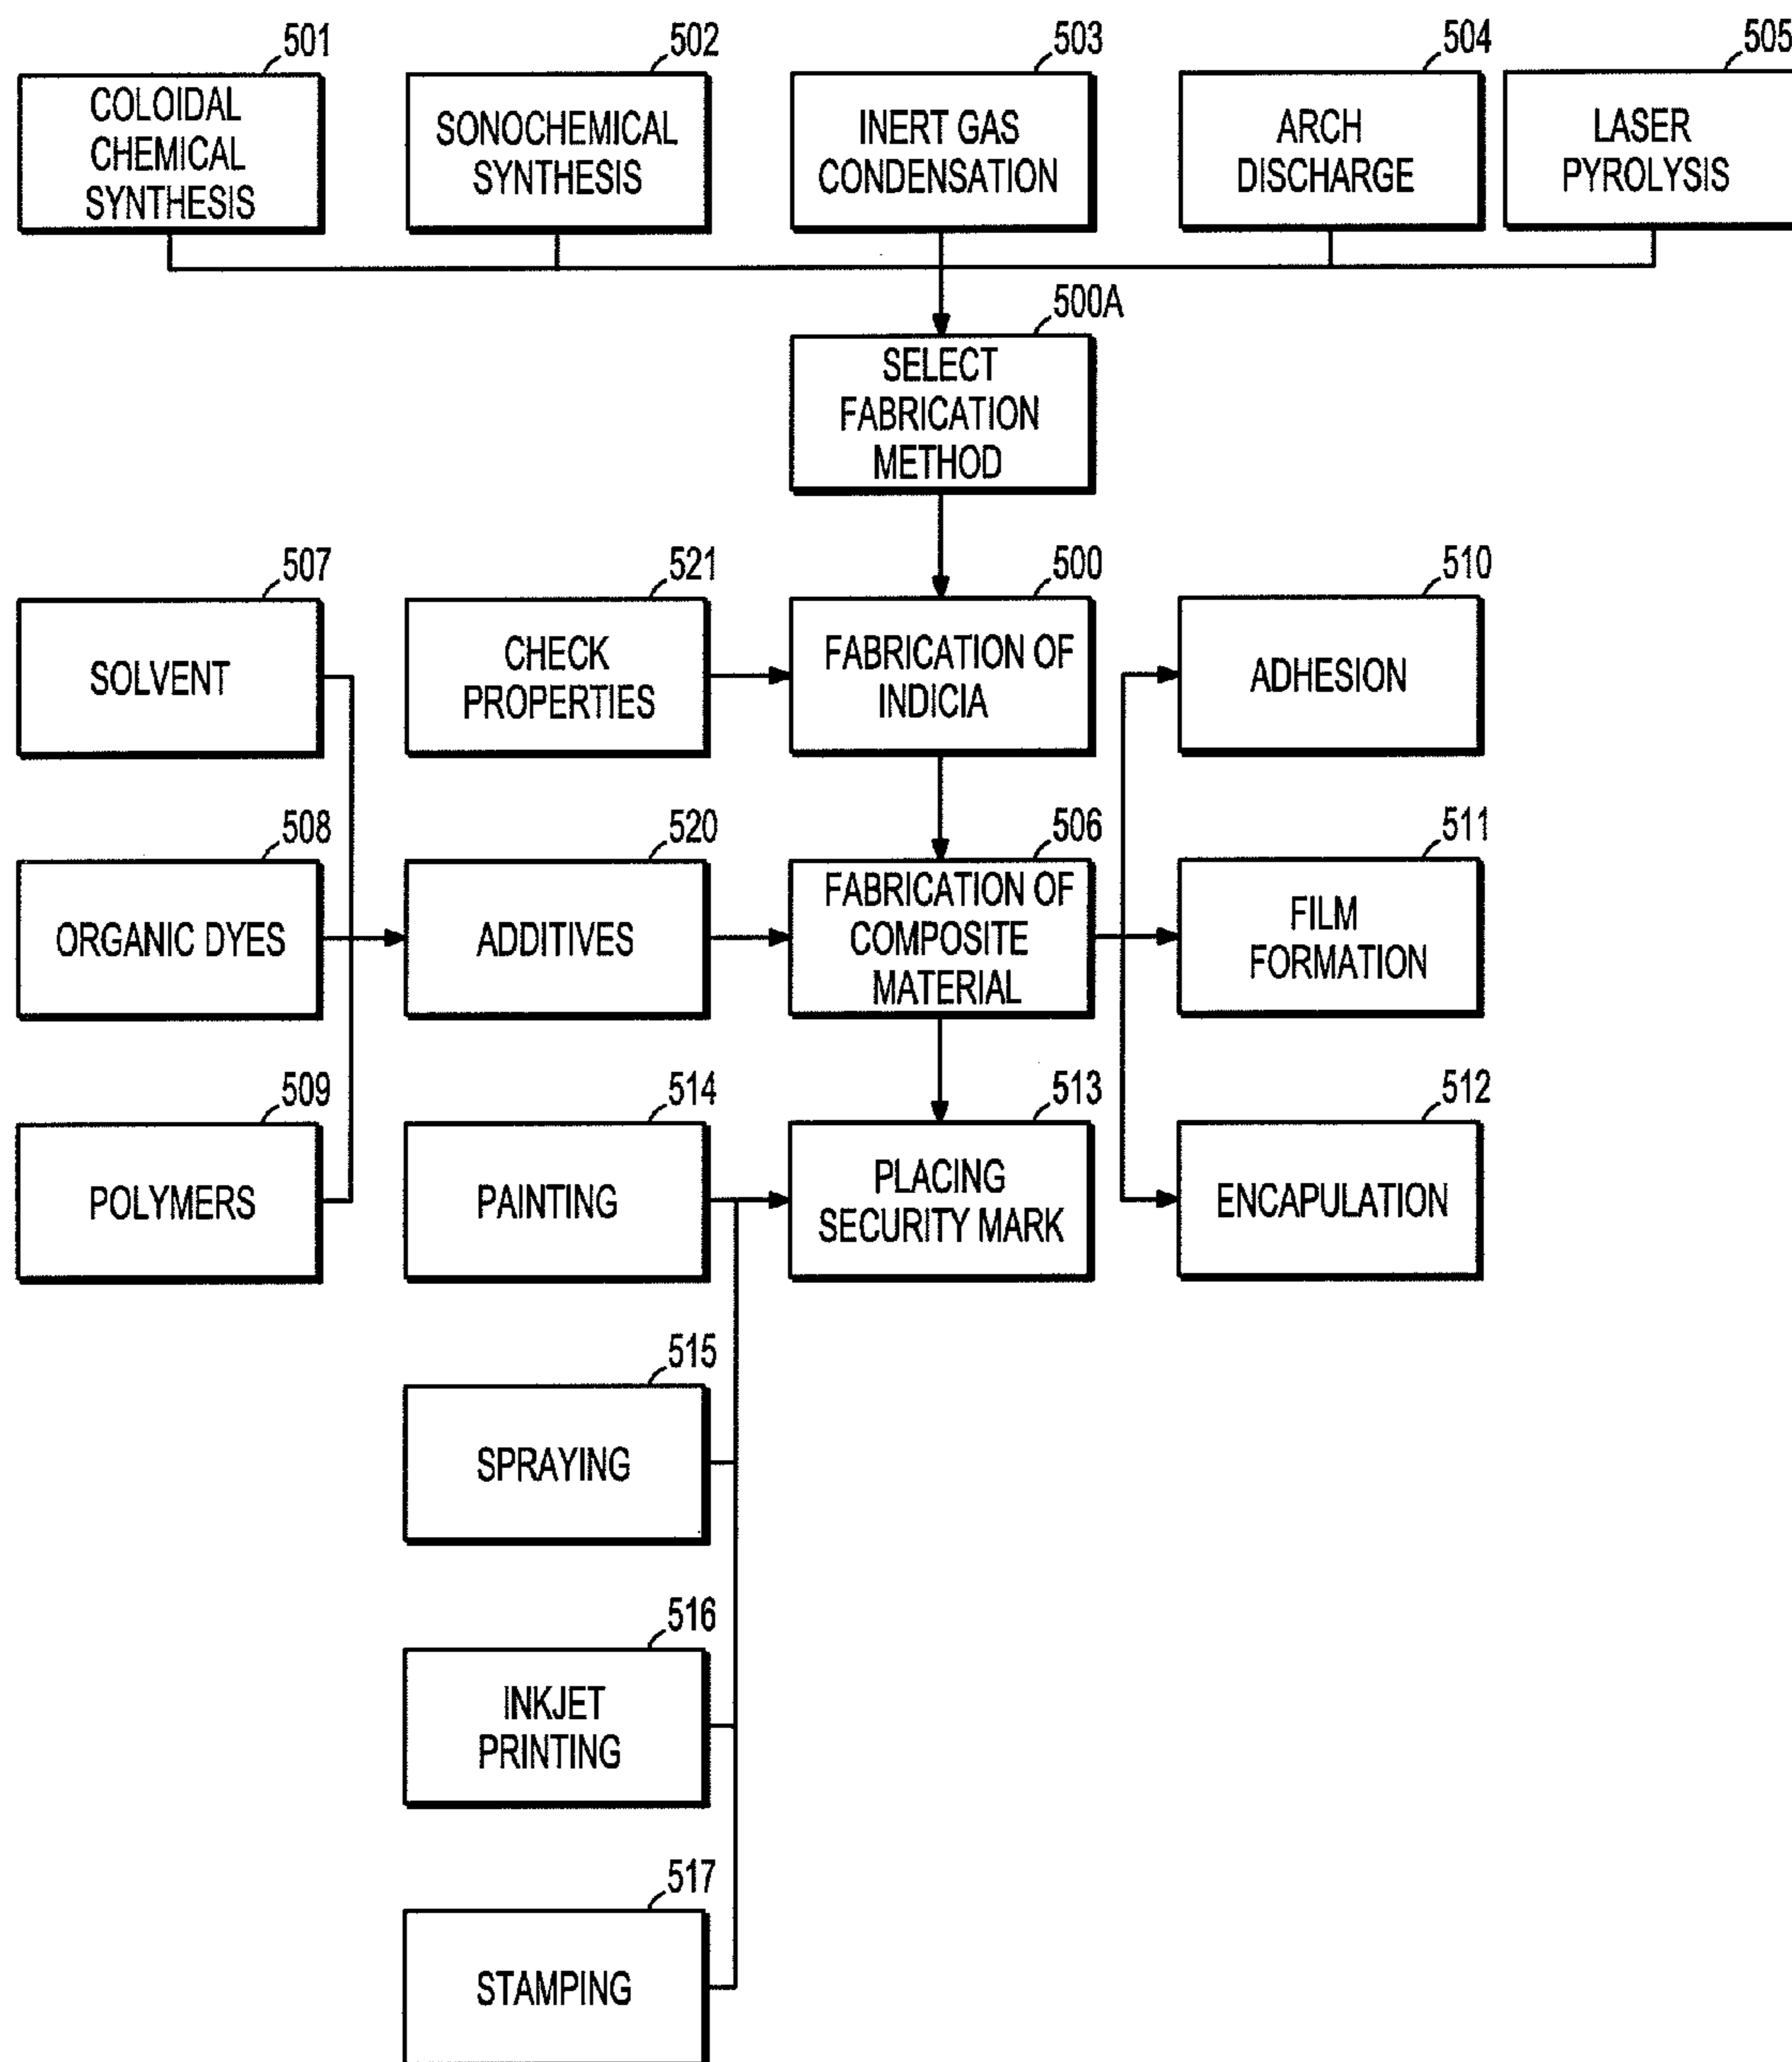 501
COLOIDAL
CHEMICAL
SYNTHESIS
502
SONOCHEMICAL
SYNTHESIS
503
INERT GAS
CONDENSATION
504
ARCH
DISCHARGE
505
LASER
PYROLYSIS
500A
SELECT
FABRICATION
METHOD
507
SOLVENT
521
CHECK
PROPERTIES
500
FABRICATION OF
INDICIA
510
ADHESION
508
ORGANIC DYES
520
ADDITIVES
506
FABRICATION OF
COMPOSITE
MATERIAL
511
FILM
FORMATION
509
POLYMERS
514
PAINTING
513
PLACING
SECURITY MARK
512
ENCAPULATION
515
SPRAYING
516
INKJET
PRINTING
517
STAMPING